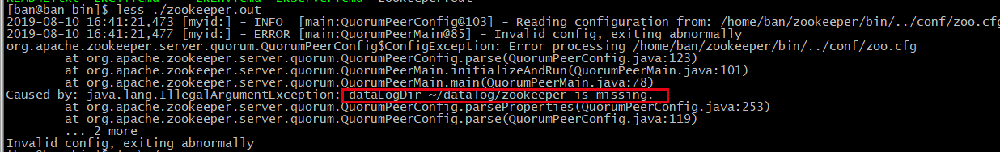 [ban@ban bin]$ less ./zookeeper.out
2019-08-10 16:41:21,473 [myid:] - INFO  [main:QuorumPeerConfig@103] - Reading configuration from: /home/ban/zookeeper/bin/../conf/zoo.cfg
2019-08-10 16:41:21,477 [myid:] - ERROR [main:QuorumPeerMain@85] - Invalid config, exiting abnormally
org.apache.zookeeper.server.quorum.QuorumPeerConfig$ConfigException: Error processing /home/ban/zookeeper/bin/../conf/zoo.cfg
at org.apache.zookeeper.server.quorum.QuorumPeerConfig.parse(QuorumPeerConfig.java:123)
at org.apache.zookeeper.server.quorum.QuorumPeerMain.initializeAndRun(QuorumPeerMain.java:101)
at org.apache.zookeeper.server.quorum.QuorumPeerMain.main(QuorumPeerMain.java:78)
Caused by: java.lang.IllegalArgumentException: dataLogDir ~/datalog/zookeeper is missing.
at org.apache.zookeeper.server.quorum.QuorumPeerConfig.parseProperties(QuorumPeerConfig.java:253)
at org.apache.zookeeper.server.quorum.QuorumPeerConfig.parse(QuorumPeerConfig.java:119)
... 2 more
Invalid config, exiting abnormally